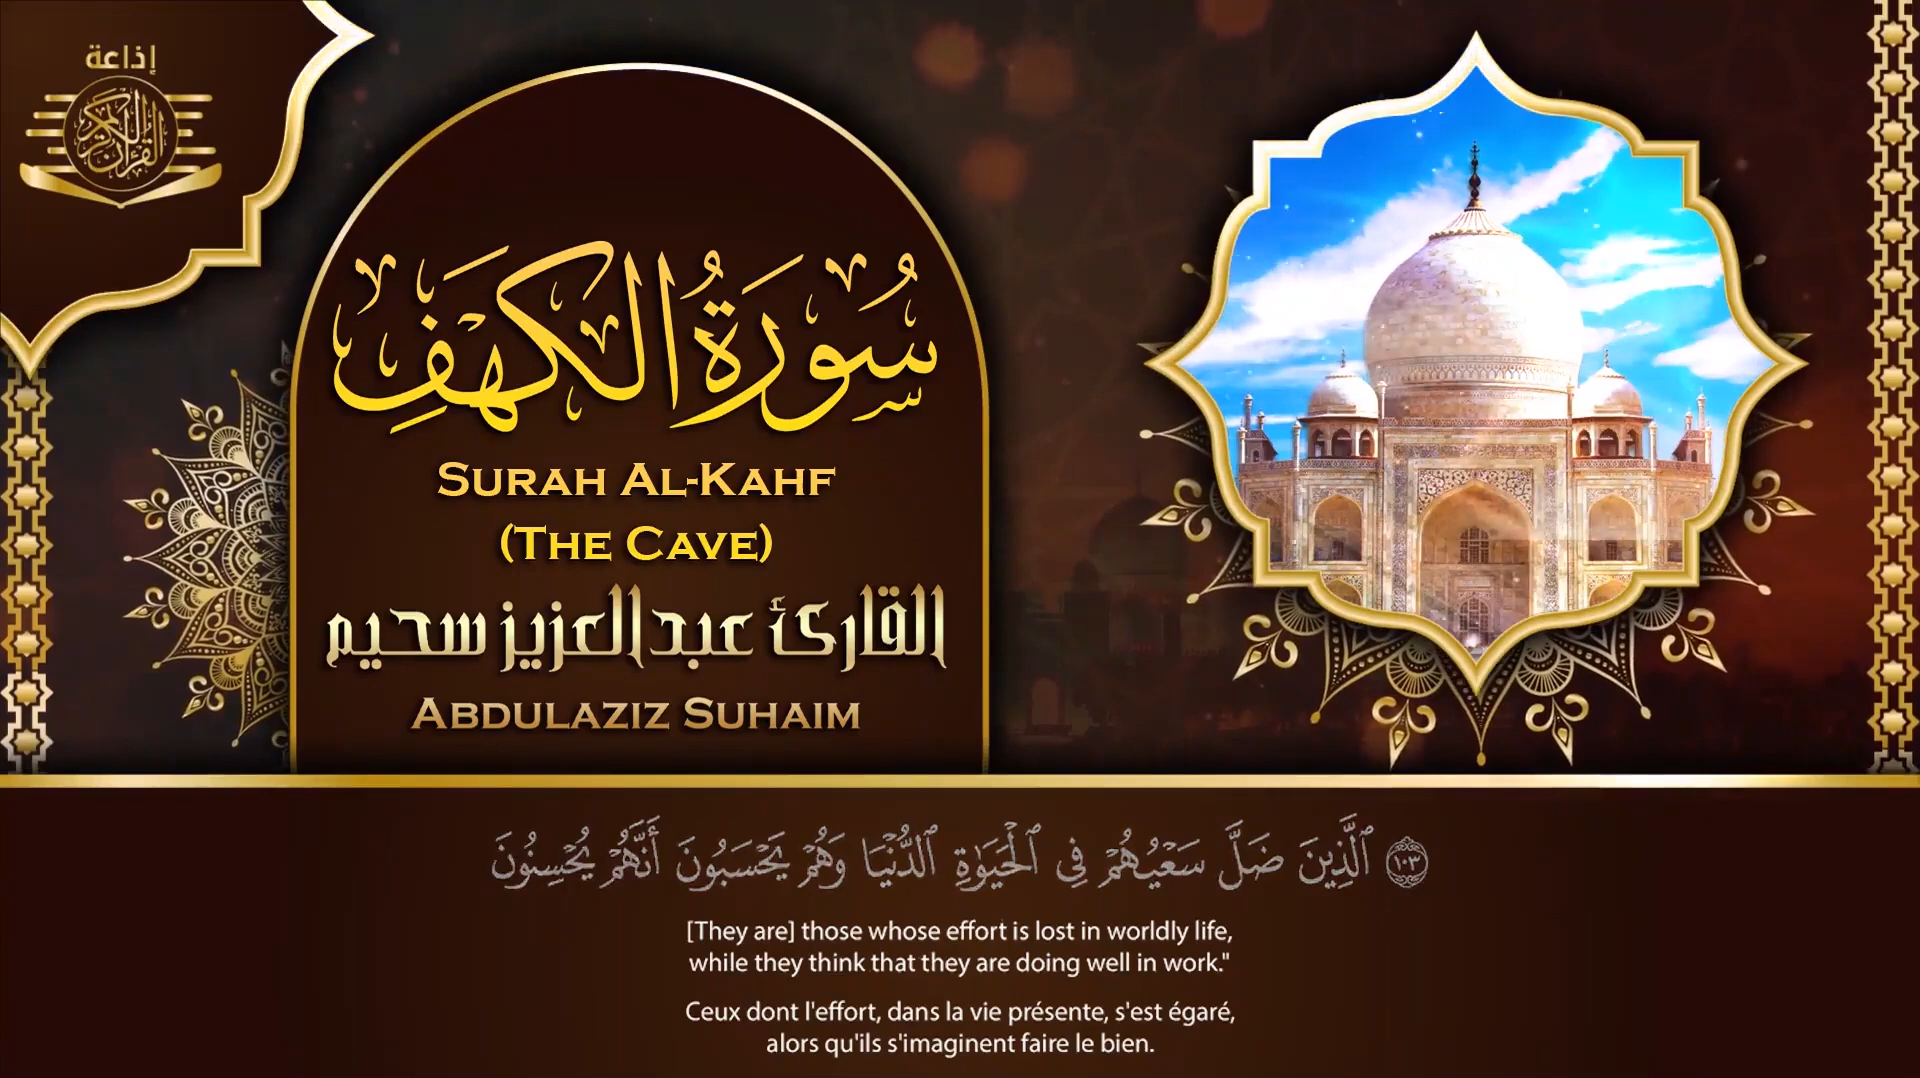 إذاعة
القرآن الكريم
سُورَةُ الكَهَفِ
SURAH AL-KAHF
(THE CAVE)
القارئ عبدالعزيز سحيم
ABDULAZIZ SUHAIM
١٠٣ ٱلَّذِينَ ضَلَّ سَعْيُهُمْ فِى ٱلْحَيَوٰةِ ٱلدُّنْيَا وَهُمْ يَحْسَبُونَ أَنَّهُمْ يُحْسِنُونَ
[They are] those whose effort is lost in worldly life,
while they think that they are doing well in work."
Ceux dont l'effort, dans la vie présente, s'est égaré,
alors qu'ils s'imaginent faire le bien.